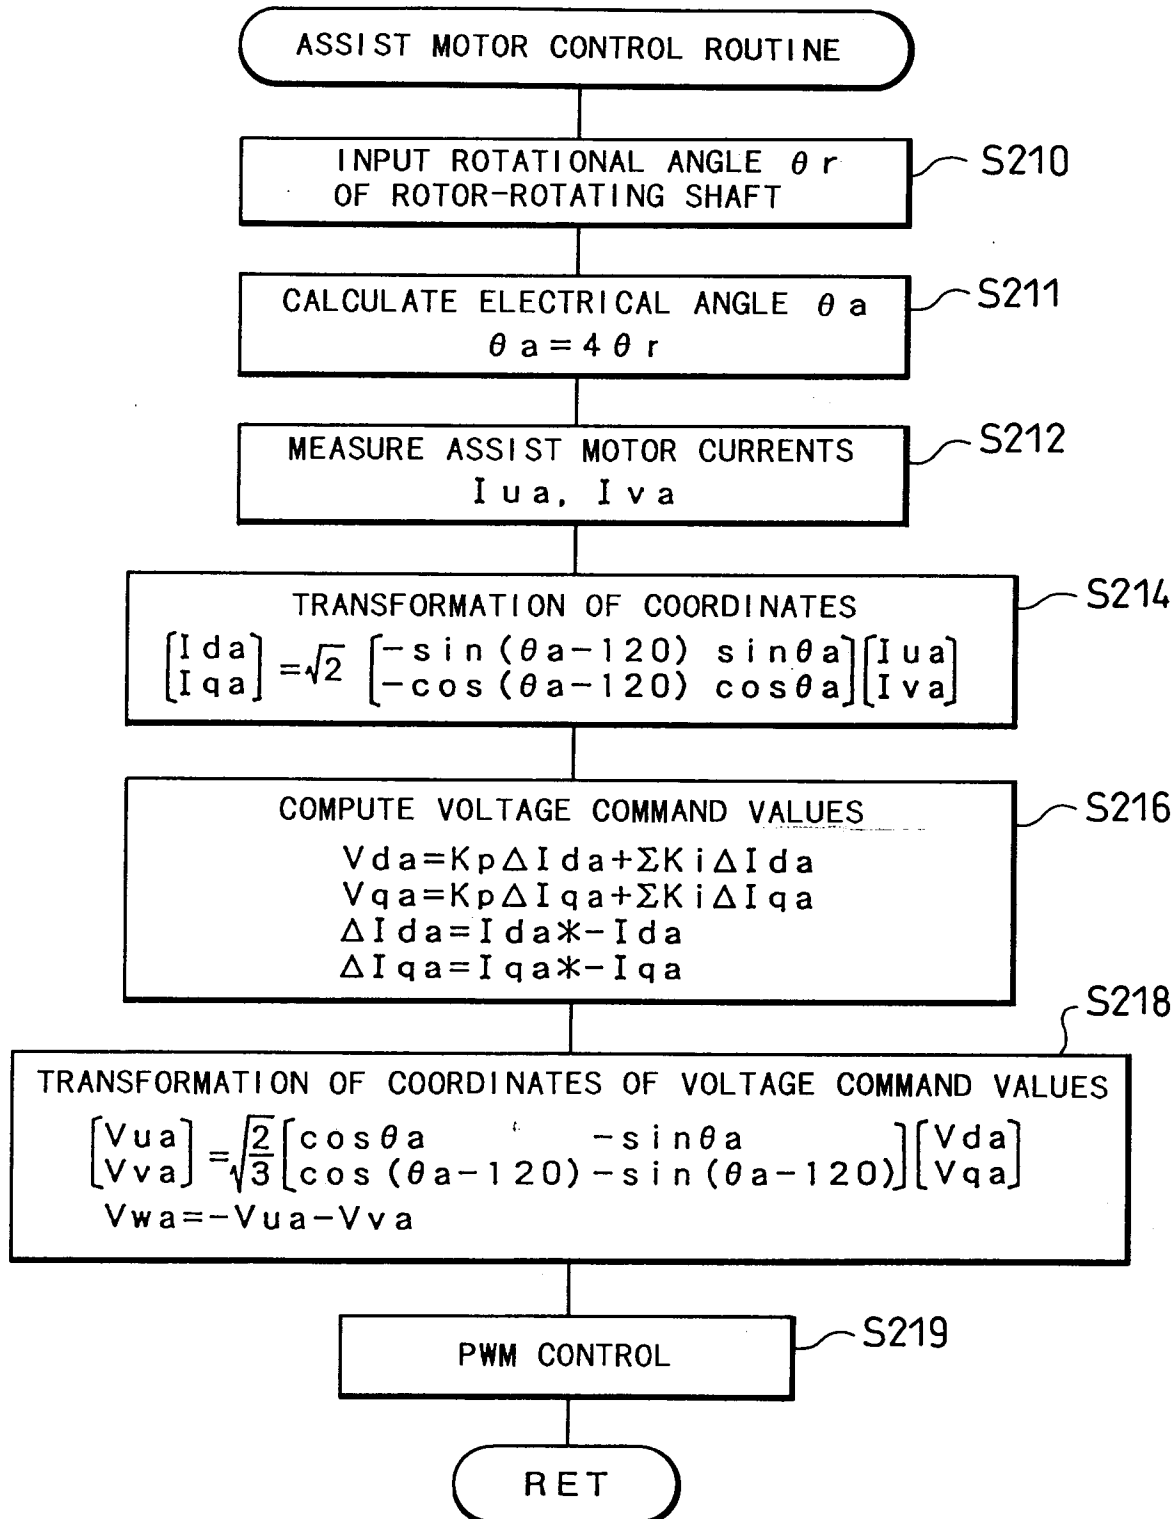 ASSIST MOTOR CONTROL ROUTINE
INPUT ROTATIONAL ANGLE θr
OF ROTOR-ROTATING SHAFT
S210
CALCULATE ELECTRICAL ANGLE θa
θa=4θr
S211
MEASURE ASSIST MOTOR CURRENTS
Iua, Iva
S212
TRANSFORMATION OF COORDINATES
[Ida] =√2 [-sin(θa-120) sinθa][Iua]
[Iqa] [-cos(θa-120) cosθa][Iva]
S214
COMPUTE VOLTAGE COMMAND VALUES
Vda=KpΔIda+ΣKiΔIda
Vqa=KpΔIqa+ΣKiΔIqa
ΔIda=Ida*-Ida
ΔIqa=Iqa*-Iqa
S216
S218
TRANSFORMATION OF COORDINATES OF VOLTAGE COMMAND VALUES
[Vua] =√2/3 [cosθa -sinθa][Vda]
[Vva] [cos(θa-120)-sin(θa-120)][Vqa]
Vwa=-Vua-Vva
PWM CONTROL
S219
RET